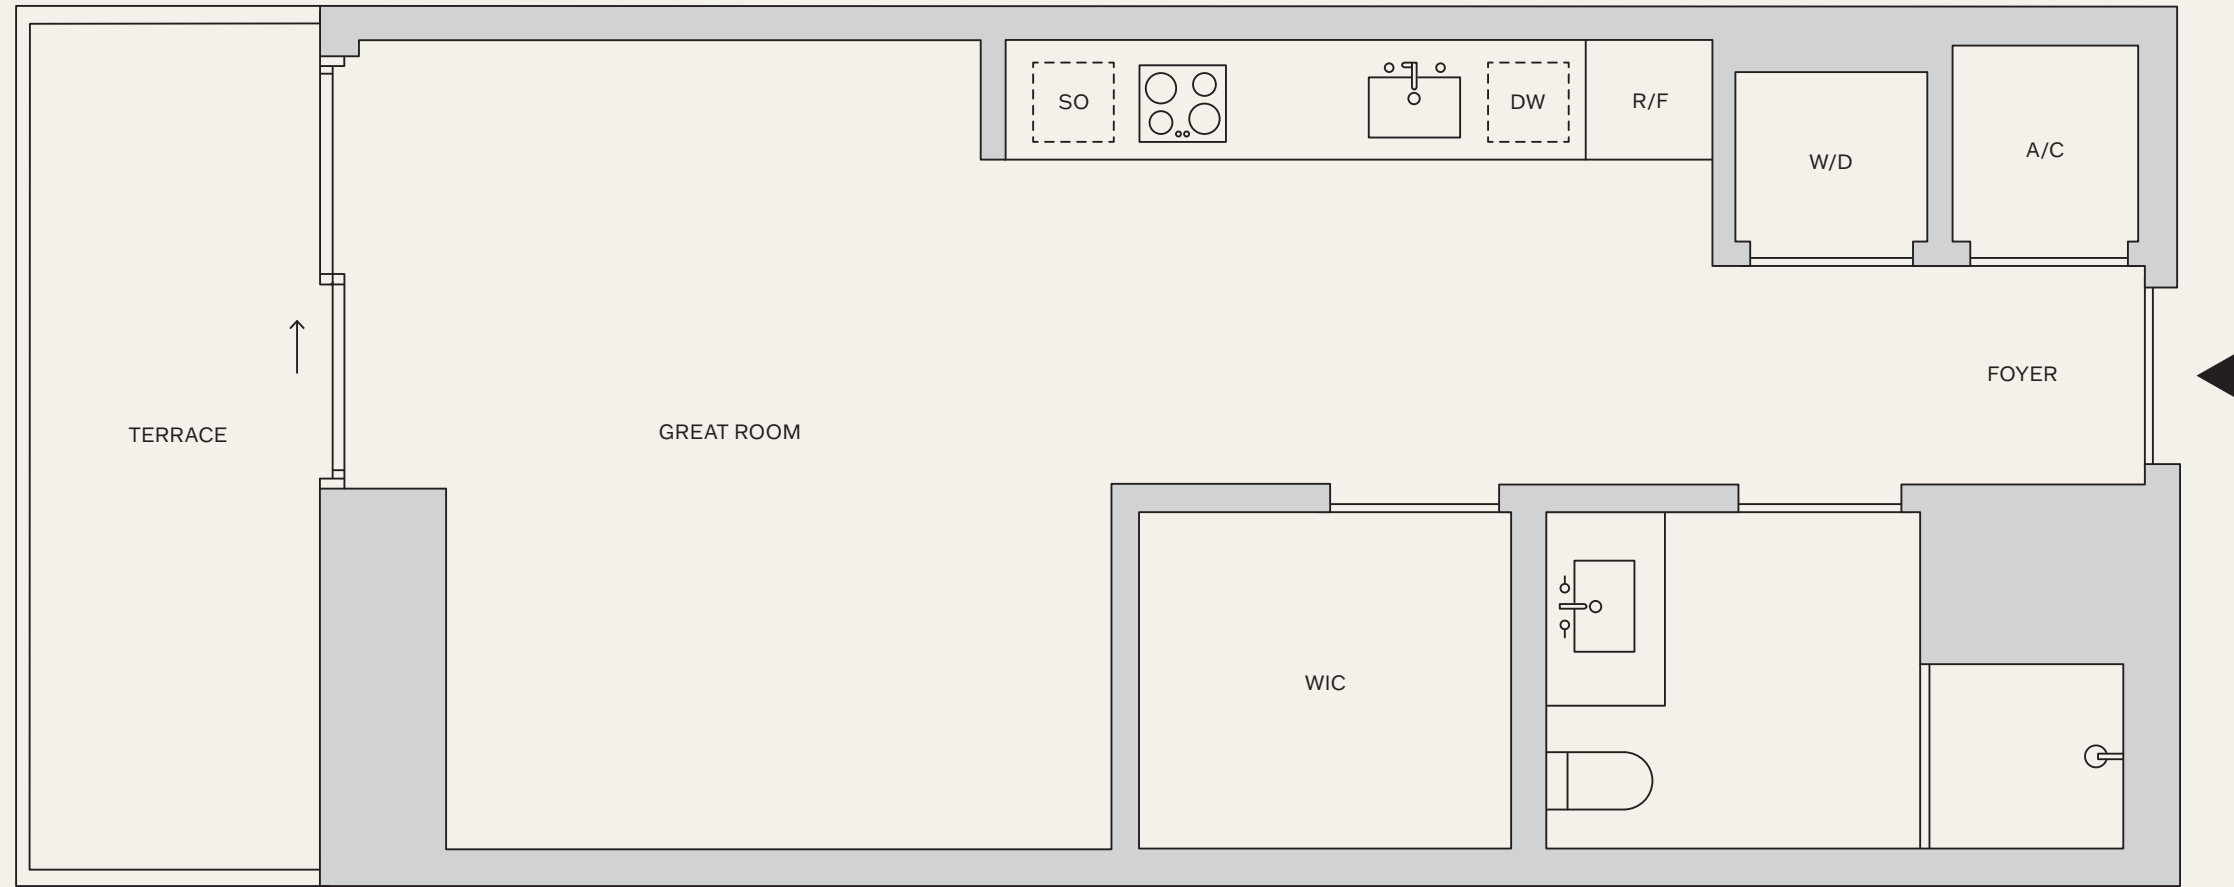 SO
DW
R/F
W/D
A/C
FOYER
TERRACE
GREAT ROOM
WIC